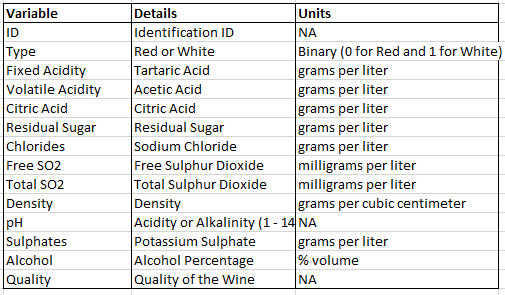 Variable Details Units
ID Identification ID NA
Type Red or White Binary (0 for Red and 1 for White)
Fixed Acidity Tartaric Acid grams per liter
Volatile Acidity Acetic Acid grams per liter
Citric Acid Citric Acid grams per liter
Residual Sugar Residual Sugar grams per liter
Chlorides Sodium Chloride grams per liter
Free SO2 Free Sulphur Dioxide milligrams per liter
Total SO2 Total Sulphur Dioxide milligrams per liter
Density Density grams per cubic centimeter
pH Acidity or Alkalinity (1 - 14 NA
Sulphates Potassium Sulphate grams per liter
Alcohol Alcohol Percentage % volume
Quality Quality of the Wine NA